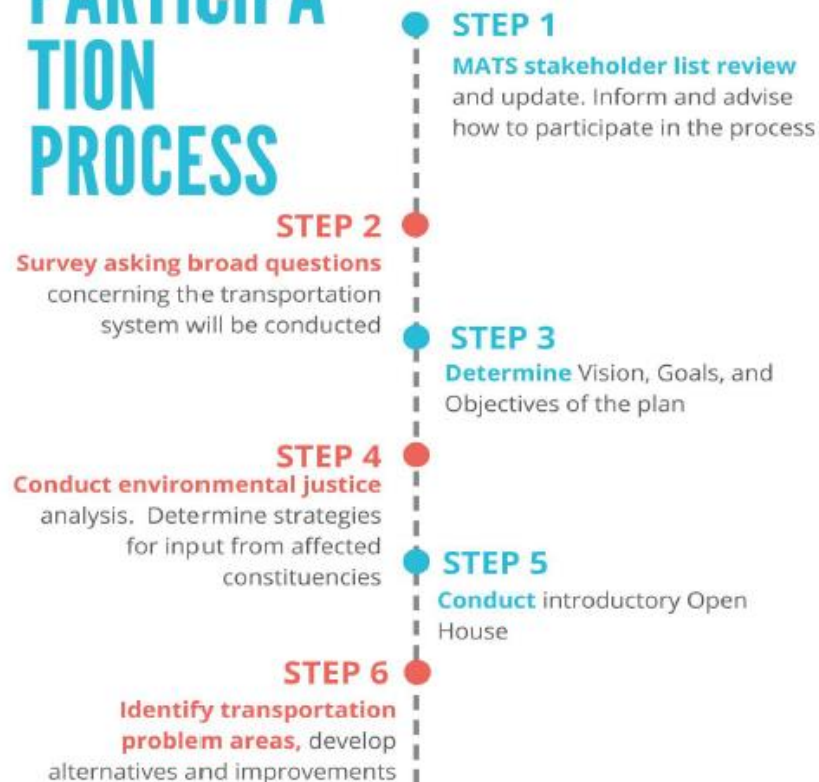 PARTICIPA
TION
PROCESS
STEP 1
MATS stakeholder list review
and update. Inform and advise
how to participate in the process
STEP 2
Survey asking broad questions
concerning the transportation
system will be conducted
STEP 3
Determine Vision, Goals, and
Objectives of the plan
STEP 4
Conduct environmental justice
analysis. Determine strategies
for input from affected
constituencies
STEP 5
Conduct introductory Open
House
STEP 6
Identify transportation
problem areas, develop
alternatives and improvements